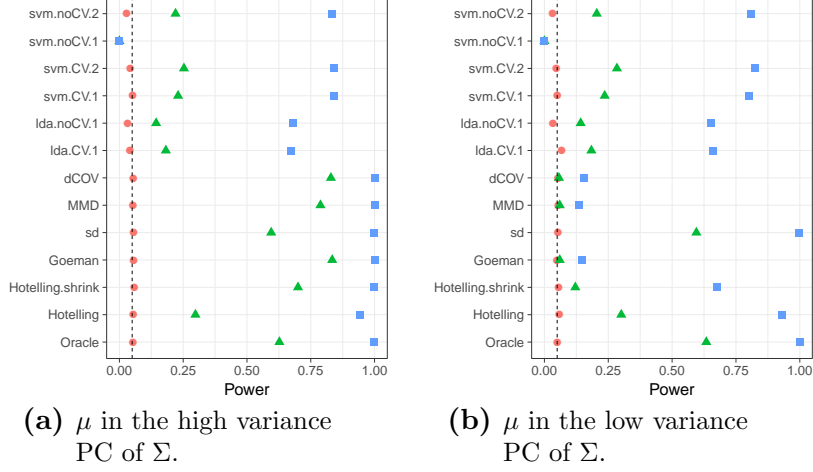 svm.noCV.2
svm.noCV.1
svm.CV.2
svm.CV.1
lda.noCV.1
lda.CV.1
dCOV
MMD
sd
Goeman
Hotelling.shrink
Hotelling
Oracle
0.00 0.25 0.50 0.75 1.00
Power
(a) μ in the high variance
PC of Σ.
svm.noCV.2
svm.noCV.1
svm.CV.2
svm.CV.1
lda.noCV.1
lda.CV.1
dCOV
MMD
sd
Goeman
Hotelling.shrink
Hotelling
Oracle
0.00 0.25 0.50 0.75 1.00
Power
(b) μ in the low variance
PC of Σ.